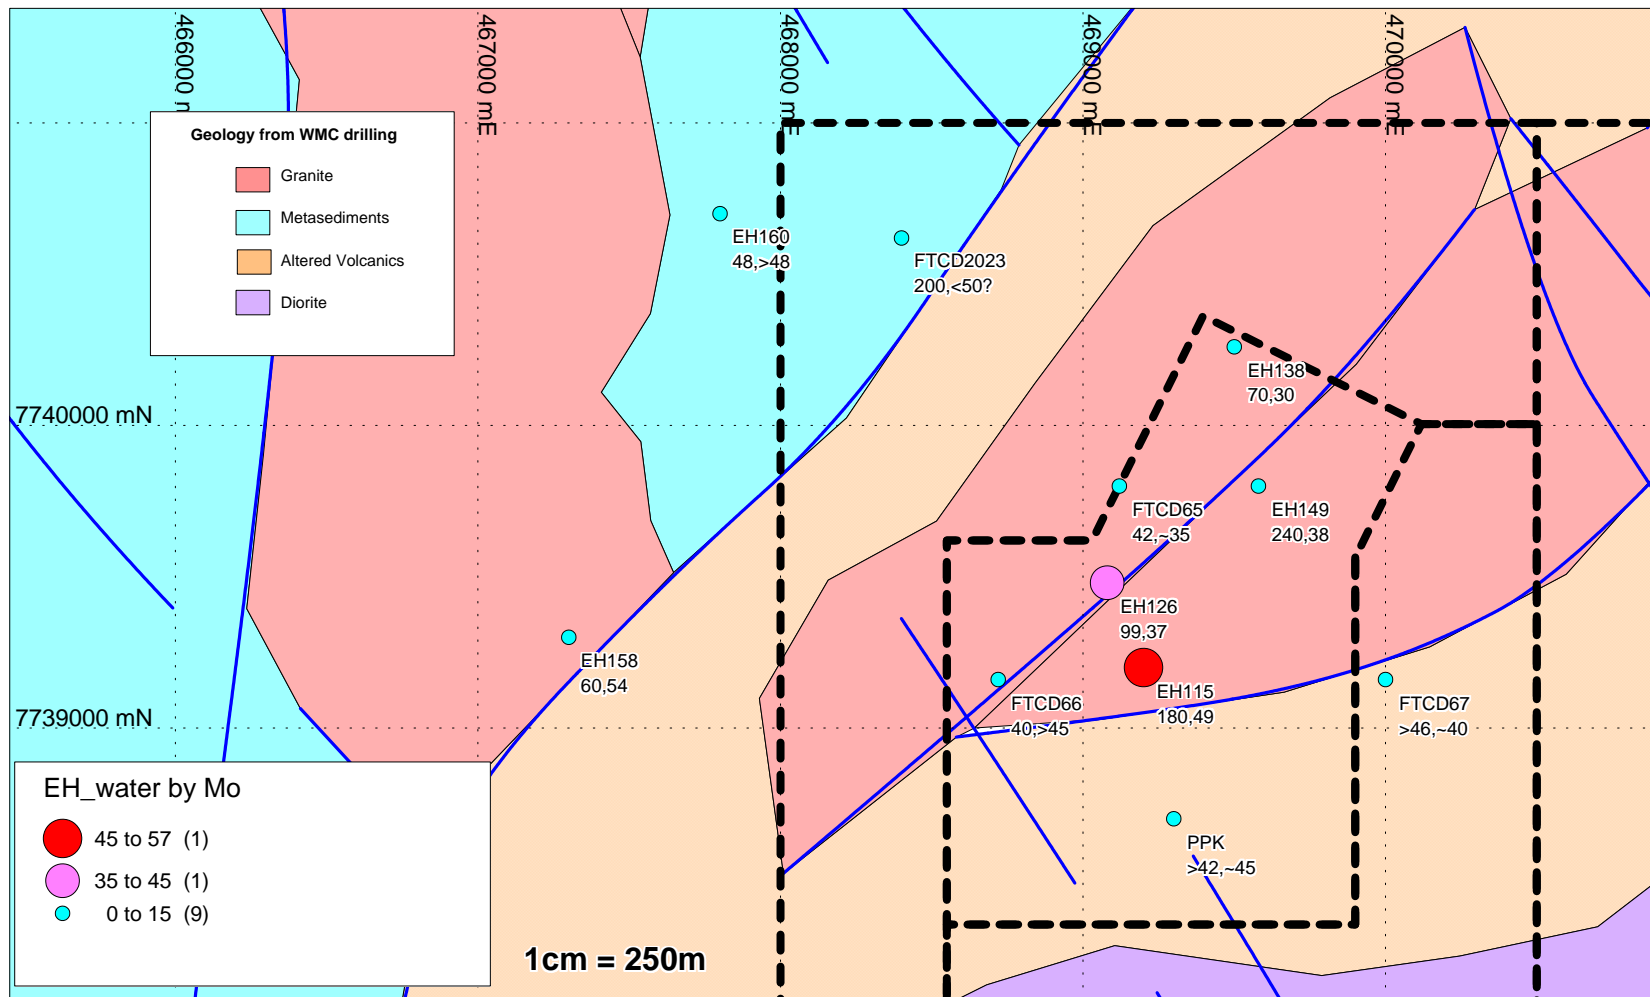 466000 m
467000 mE
468000 mE
469000 mE
470000 mE
Geology from WMC drilling
Granite
Metasediments
Altered Volcanics
Diorite
EH160
48,>48
FTCD2023
200,<50?
EH138
70,30
7740000 mN
FTCD65
42,~35
EH149
240,38
EH126
99,37
EH158
60,54
EH115
180,49
FTCD66
40,>45
FTCD67
>46,~40
7739000 mN
EH_water by Mo
45 to 57 (1)
35 to 45 (1)
0 to 15 (9)
PPK
>42,~45
1cm = 250m